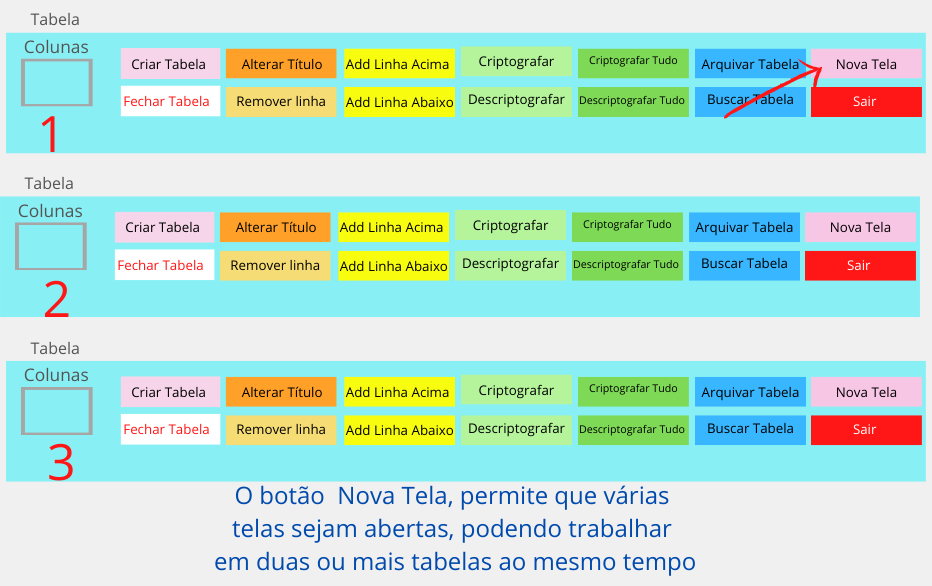 Tabela
Colunas
Criar Tabela Alterar Título Add Linha Acima Criptografar Criptografar Tudo Arquivar Tabela Nova Tela
Fechar Tabela Remover linha Add Linha Abaixo Descriptografar Descriptografar Tudo Buscar Tabela Sair
1
Tabela
Colunas
Criar Tabela Alterar Título Add Linha Acima Criptografar Criptografar Tudo Arquivar Tabela Nova Tela
Fechar Tabela Remover linha Add Linha Abaixo Descriptografar Descriptografar Tudo Buscar Tabela Sair
2
Tabela
Colunas
Criar Tabela Alterar Título Add Linha Acima Criptografar Criptografar Tudo Arquivar Tabela Nova Tela
Fechar Tabela Remover linha Add Linha Abaixo Descriptografar Descriptografar Tudo Buscar Tabela Sair
3
O botão Nova Tela, permite que várias
telas sejam abertas, podendo trabalhar
em duas ou mais tabelas ao mesmo tempo